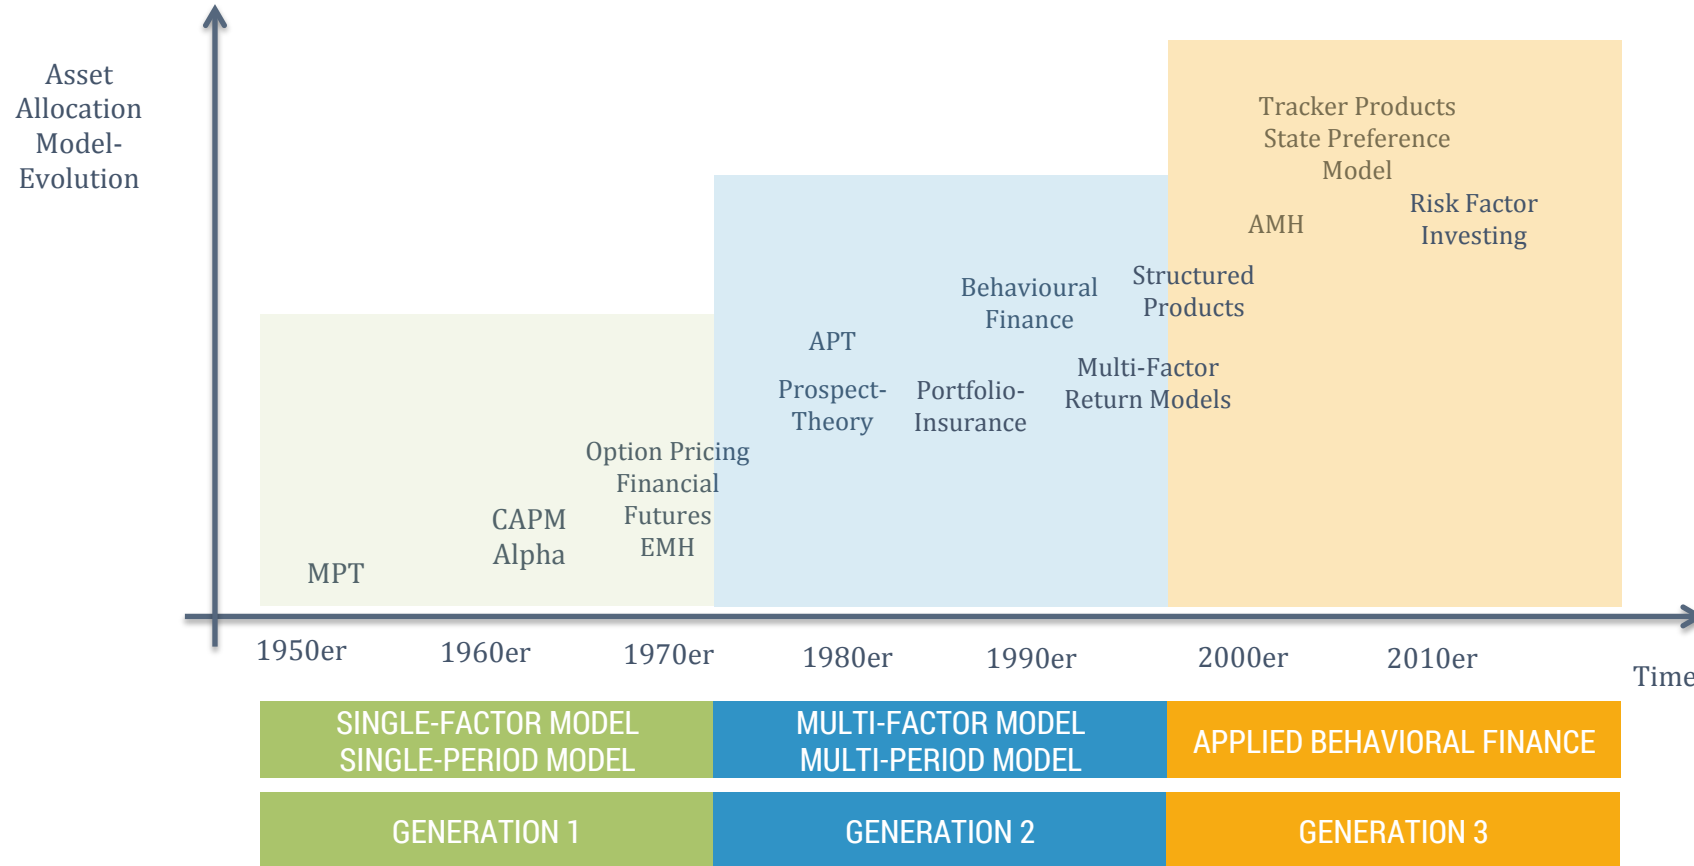 Asset
Allocation
Model-
Evolution
Tracker Products
State Preference
Model
Risk Factor
Investing
AMH
Structured
Products
Behavioural
Finance
APT
Multi-Factor
Return Models
Prospect-
Theory
Portfolio-
Insurance
Option Pricing
Financial
Futures
EMH
CAPM
Alpha
MPT
1950er
1960er
1970er
1980er
1990er
2000er
2010er
Time
SINGLE-FACTOR MODEL
SINGLE-PERIOD MODEL
MULTI-FACTOR MODEL
MULTI-PERIOD MODEL
APPLIED BEHAVIORAL FINANCE
GENERATION 1
GENERATION 2
GENERATION 3